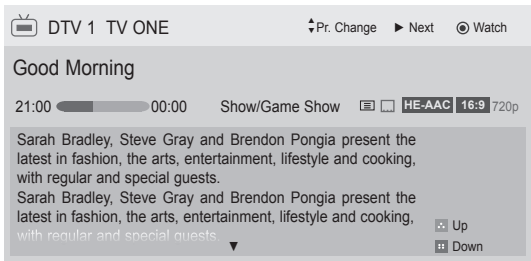 DTV 1 TV ONE Pr. Change Next Watch
Good Morning
21:00 00:00 Show/Game Show HE-AAC 16:9 720p
Sarah Bradley, Steve Gray and Brendon Pongia present the
latest in fashion, the arts, entertainment, lifestyle and cooking,
with regular and special guests.
Sarah Bradley, Steve Gray and Brendon Pongia present the
latest in fashion, the arts, entertainment, lifestyle and cooking,
with regular and special guests
Up
Down